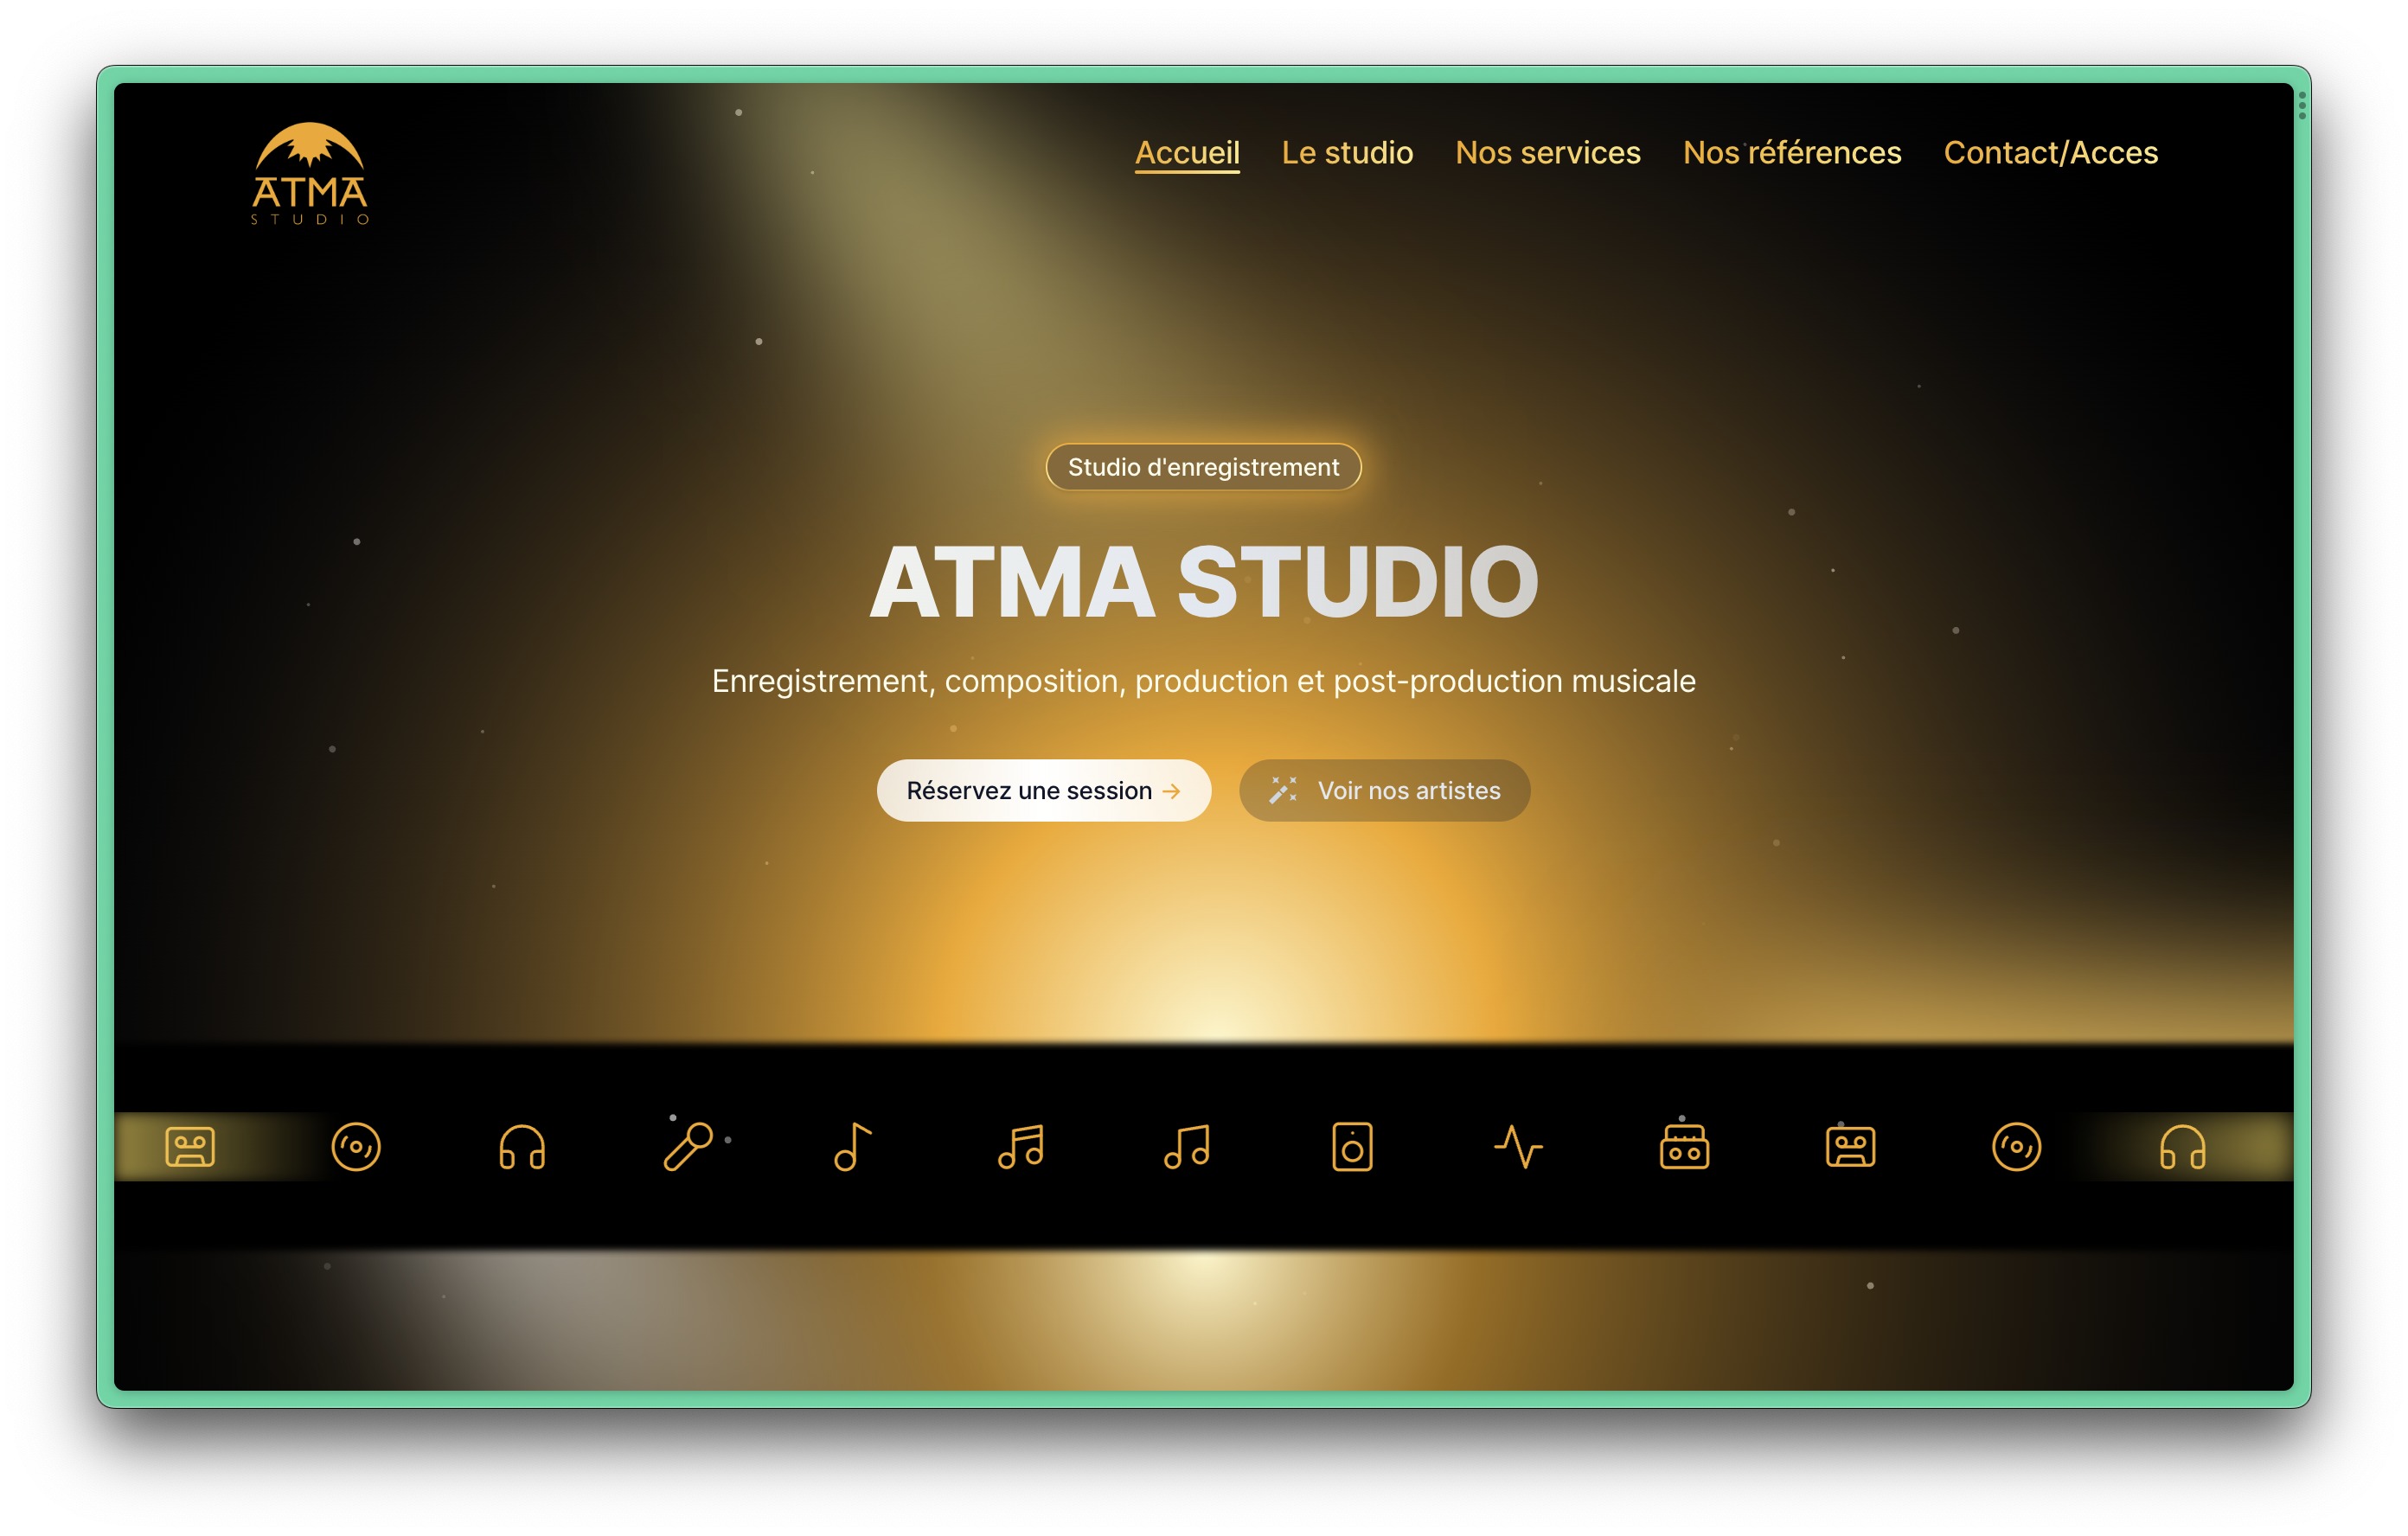 ATMA
STUDIO
Accueil Le studio Nos services Nos références Contact/Acces
Studio d'enregistrement
ATMA STUDIO
Enregistrement, composition, production et post-production musicale
Réservez une session → Voir nos artistes